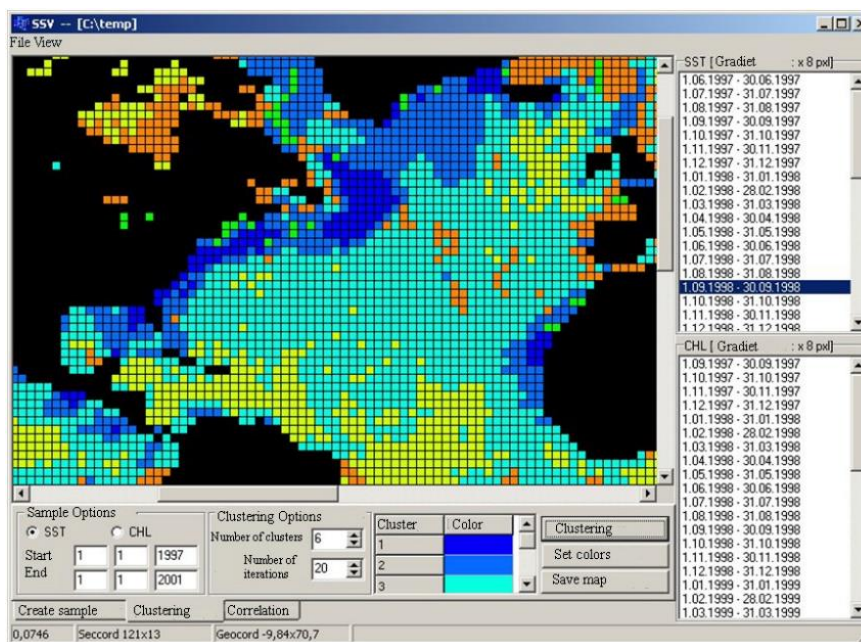 SSV -- [C:\temp]
File View
SST [ Gradiet : x 8 pxl]
1.06.1997 - 30.06.1997
1.07.1997 - 31.07.1997
1.08.1997 - 31.08.1997
1.09.1997 - 30.09.1997
1.10.1997 - 31.10.1997
1.11.1997 - 30.11.1997
1.12.1997 - 31.12.1997
1.01.1998 - 31.01.1998
1.02.1998 - 28.02.1998
1.03.1998 - 31.03.1998
1.04.1998 - 30.04.1998
1.05.1998 - 31.05.1998
1.06.1998 - 30.06.1998
1.07.1998 - 31.07.1998
1.08.1998 - 31.08.1998
1.09.1998 - 30.09.1998
1.10.1998 - 31.10.1998
1.11.1998 - 30.11.1998
1.12.1998 - 31.12.1998
CHL [ Gradiet : x 8 pxl]
1.09.1997 - 30.09.1997
1.10.1997 - 31.10.1997
1.11.1997 - 30.11.1997
1.12.1997 - 31.12.1997
1.01.1998 - 31.01.1998
1.02.1998 - 28.02.1998
1.03.1998 - 31.03.1998
1.04.1998 - 30.04.1998
1.05.1998 - 31.05.1998
1.06.1998 - 30.06.1998
1.07.1998 - 31.07.1998
1.08.1998 - 31.08.1998
1.09.1998 - 30.09.1998
1.10.1998 - 31.10.1998
1.11.1998 - 30.11.1998
1.12.1998 - 31.12.1998
1.01.1999 - 31.01.1999
1.02.1999 - 28.02.1999
1.03.1999 - 31.03.1999
Sample Options
SST CHL
Start 1 1 1997
End 1 1 2001
Clustering Options
Number of clusters 6
Number of iterations 20
Cluster Color
1
2
3
Clustering
Set colors
Save map
Create sample Clustering Correlation
0,0746 Seccord 121x13 Geocord -9,84x70,7